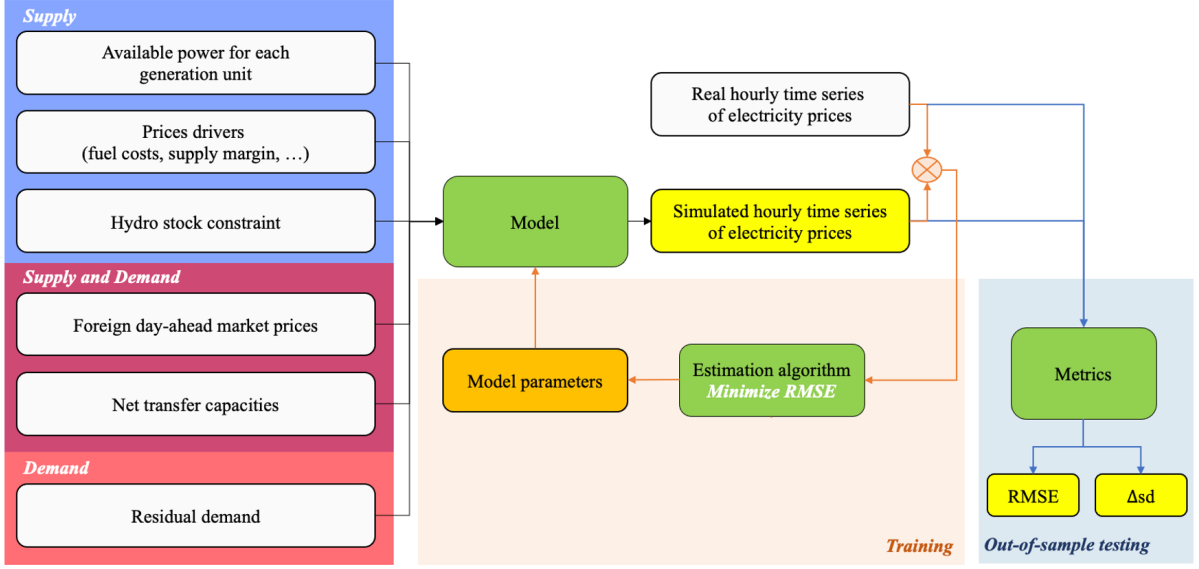 Supply
Available power for each
generation unit
Prices drivers
(fuel costs, supply margin, …)
Hydro stock constraint
Supply and Demand
Foreign day-ahead market prices
Net transfer capacities
Demand
Residual demand
Model
Real hourly time series
of electricity prices
Simulated hourly time series
of electricity prices
Model parameters
Estimation algorithm
Minimize RMSE
Training
Metrics
RMSE
Δsd
Out-of-sample testing